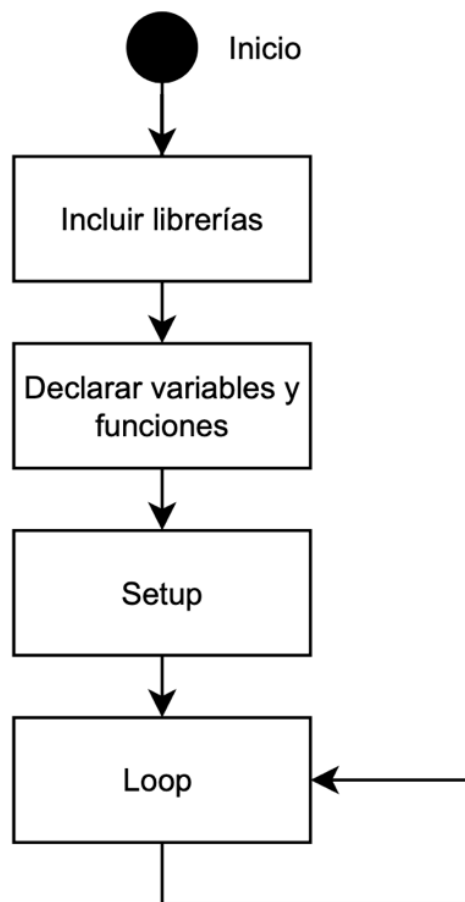 Inicio
Incluir librerías
Declarar variables y
funciones
Setup
Loop